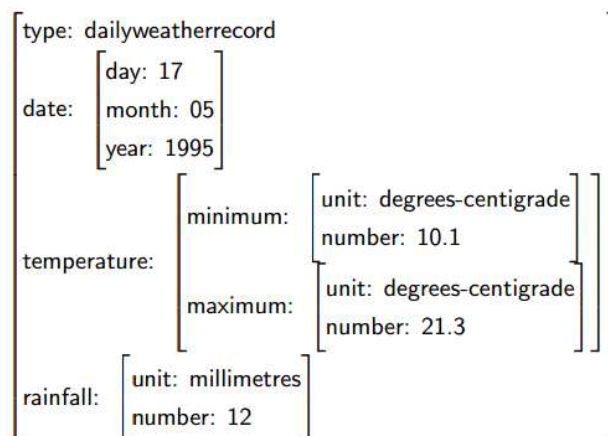 type: dailyweatherrecord
day: 17
date: month: 05
year: 1995
unit: degrees-centigrade
minimum:
number: 10.1
temperature:
unit: degrees-centigrade
maximum:
number: 21.3
unit: millimetres
rainfall:
number: 12